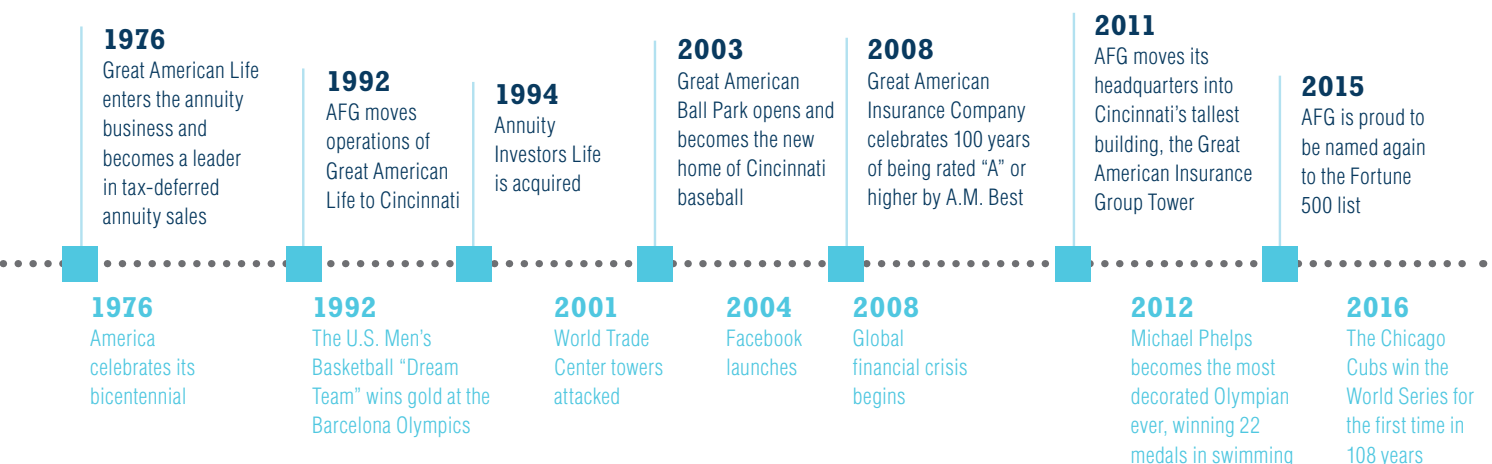 1976
Great American Life
enters the annuity
business and
becomes a leader
in tax-deferred
annuity sales
1992
AFG moves
operations of
Great American
Life to Cincinnati
1994
Annuity
Investors Life
is acquired
2003
Great American
Ball Park opens and
becomes the new
home of Cincinnati
baseball
2008
Great American
Insurance Company
celebrates 100 years
of being rated “A” or
higher by A.M. Best
2011
AFG moves its
headquarters into
Cincinnati’s tallest
building, the Great
American Insurance
Group Tower
2015
AFG is proud to
be named again
to the Fortune
500 list
1976
America
celebrates its
bicentennial
1992
The U.S. Men’s
Basketball “Dream
Team” wins gold at the
Barcelona Olympics
2001
World Trade
Center towers
attacked
2004
Facebook
launches
2008
Global
financial crisis
begins
2012
Michael Phelps
becomes the most
decorated Olympian
ever, winning 22
medals in swimming
2016
The Chicago
Cubs win the
World Series for
the first time in
108 years